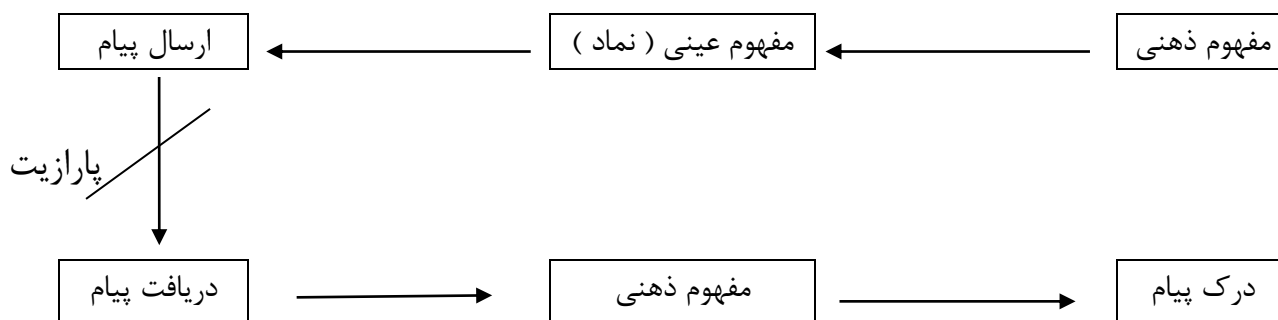 مفهوم ذهنی
مفهوم عینی ( نماد )
ارسال پیام
پارازیت
دریافت پیام
مفهوم ذهنی
درک پیام